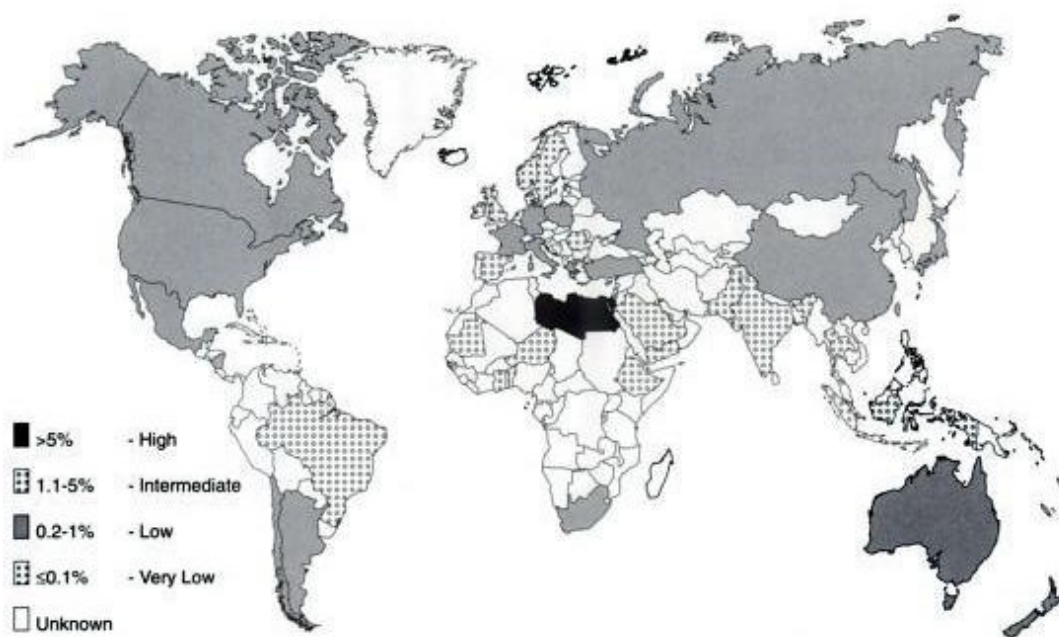 >5% - High
1.1-5% - Intermediate
0.2-1% - Low
≤0.1% - Very Low
Unknown